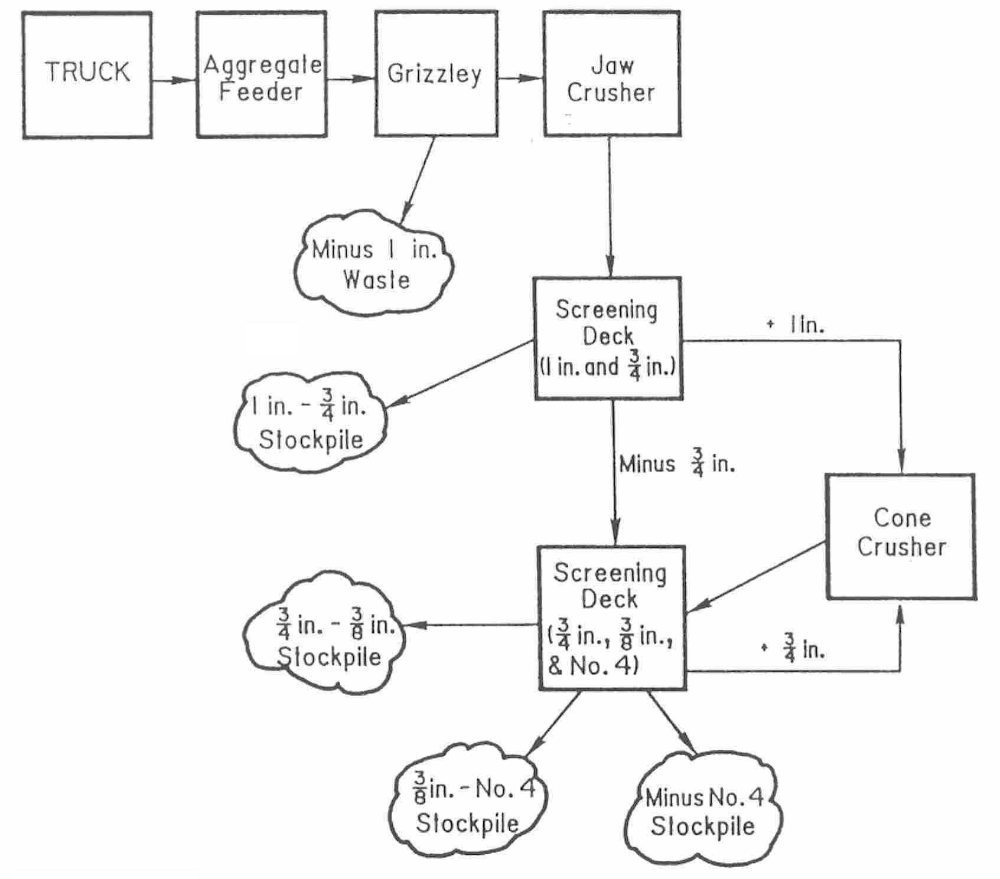 TRUCK
Aggregate
Feeder
Grizzley
Jaw
Crusher
Minus 1 in.
Waste
Screening
Deck
(1 in. and 3/4 in.)
+ 1 in.
1 in. - 3/4 in.
Stockpile
Minus 3/4 in.
Cone
Crusher
Screening
Deck
(3/4 in., 3/8 in.,
& No. 4)
3/4 in. - 3/8 in.
Stockpile
+ 3/4 in.
3/8 in. - No. 4
Stockpile
Minus No. 4
Stockpile